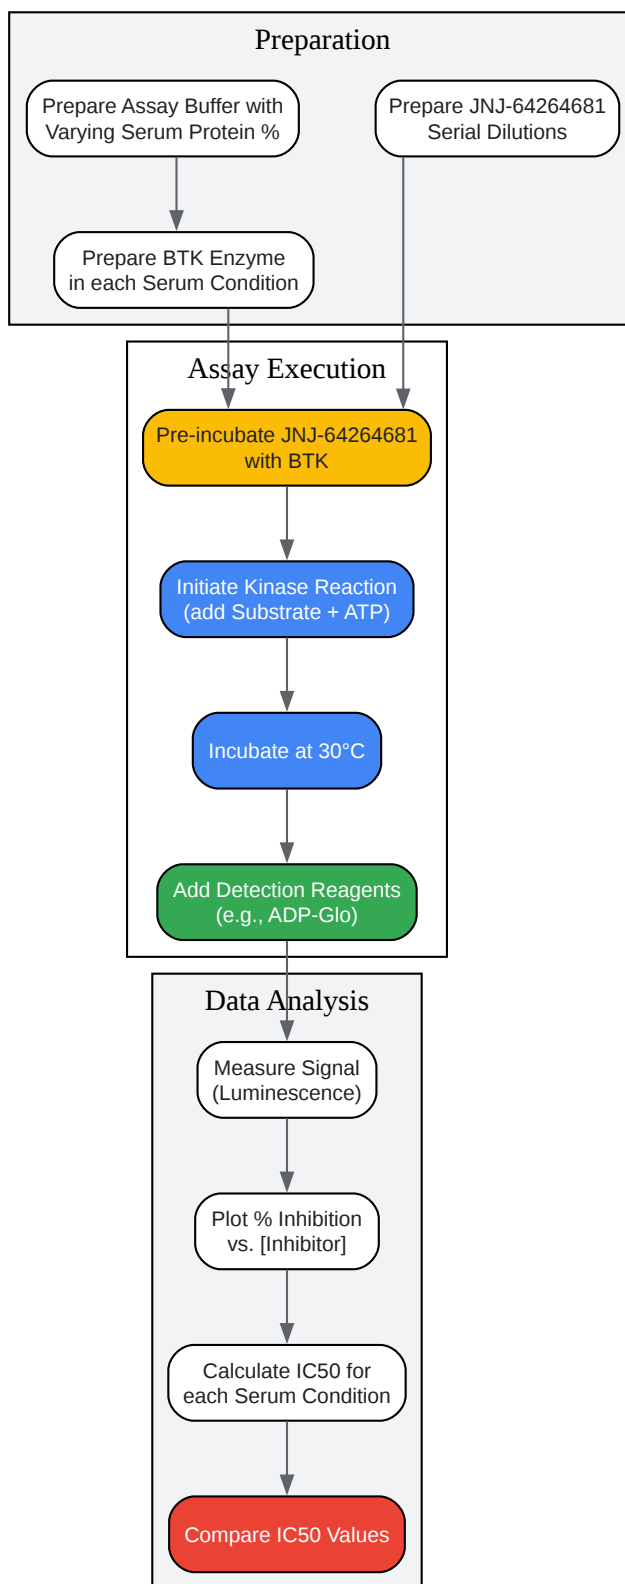 Preparation
Prepare Assay Buffer with
Varying Serum Protein %
Prepare JNJ-64264681
Serial Dilutions
Prepare BTK Enzyme
in each Serum Condition
Assay Execution
Pre-incubate JNJ-64264681
with BTK
Initiate Kinase Reaction
(add Substrate + ATP)
Incubate at 30°C
Add Detection Reagents
(e.g., ADP-Glo)
Data Analysis
Measure Signal
(Luminescence)
Plot % Inhibition
vs. [Inhibitor]
Calculate IC50 for
each Serum Condition
Compare IC50 Values